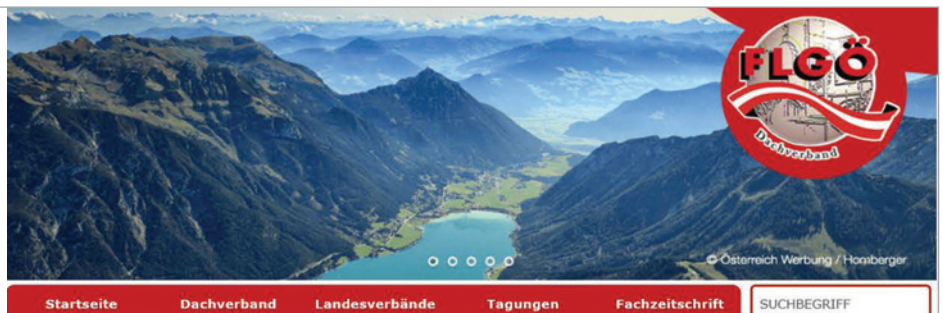 FLGÖ
Dachverband
© Österreich Werbung / Homberger
Startseite Dachverband Landesverbände Tagungen Fachzeitschrift SUCHBEGRIFF